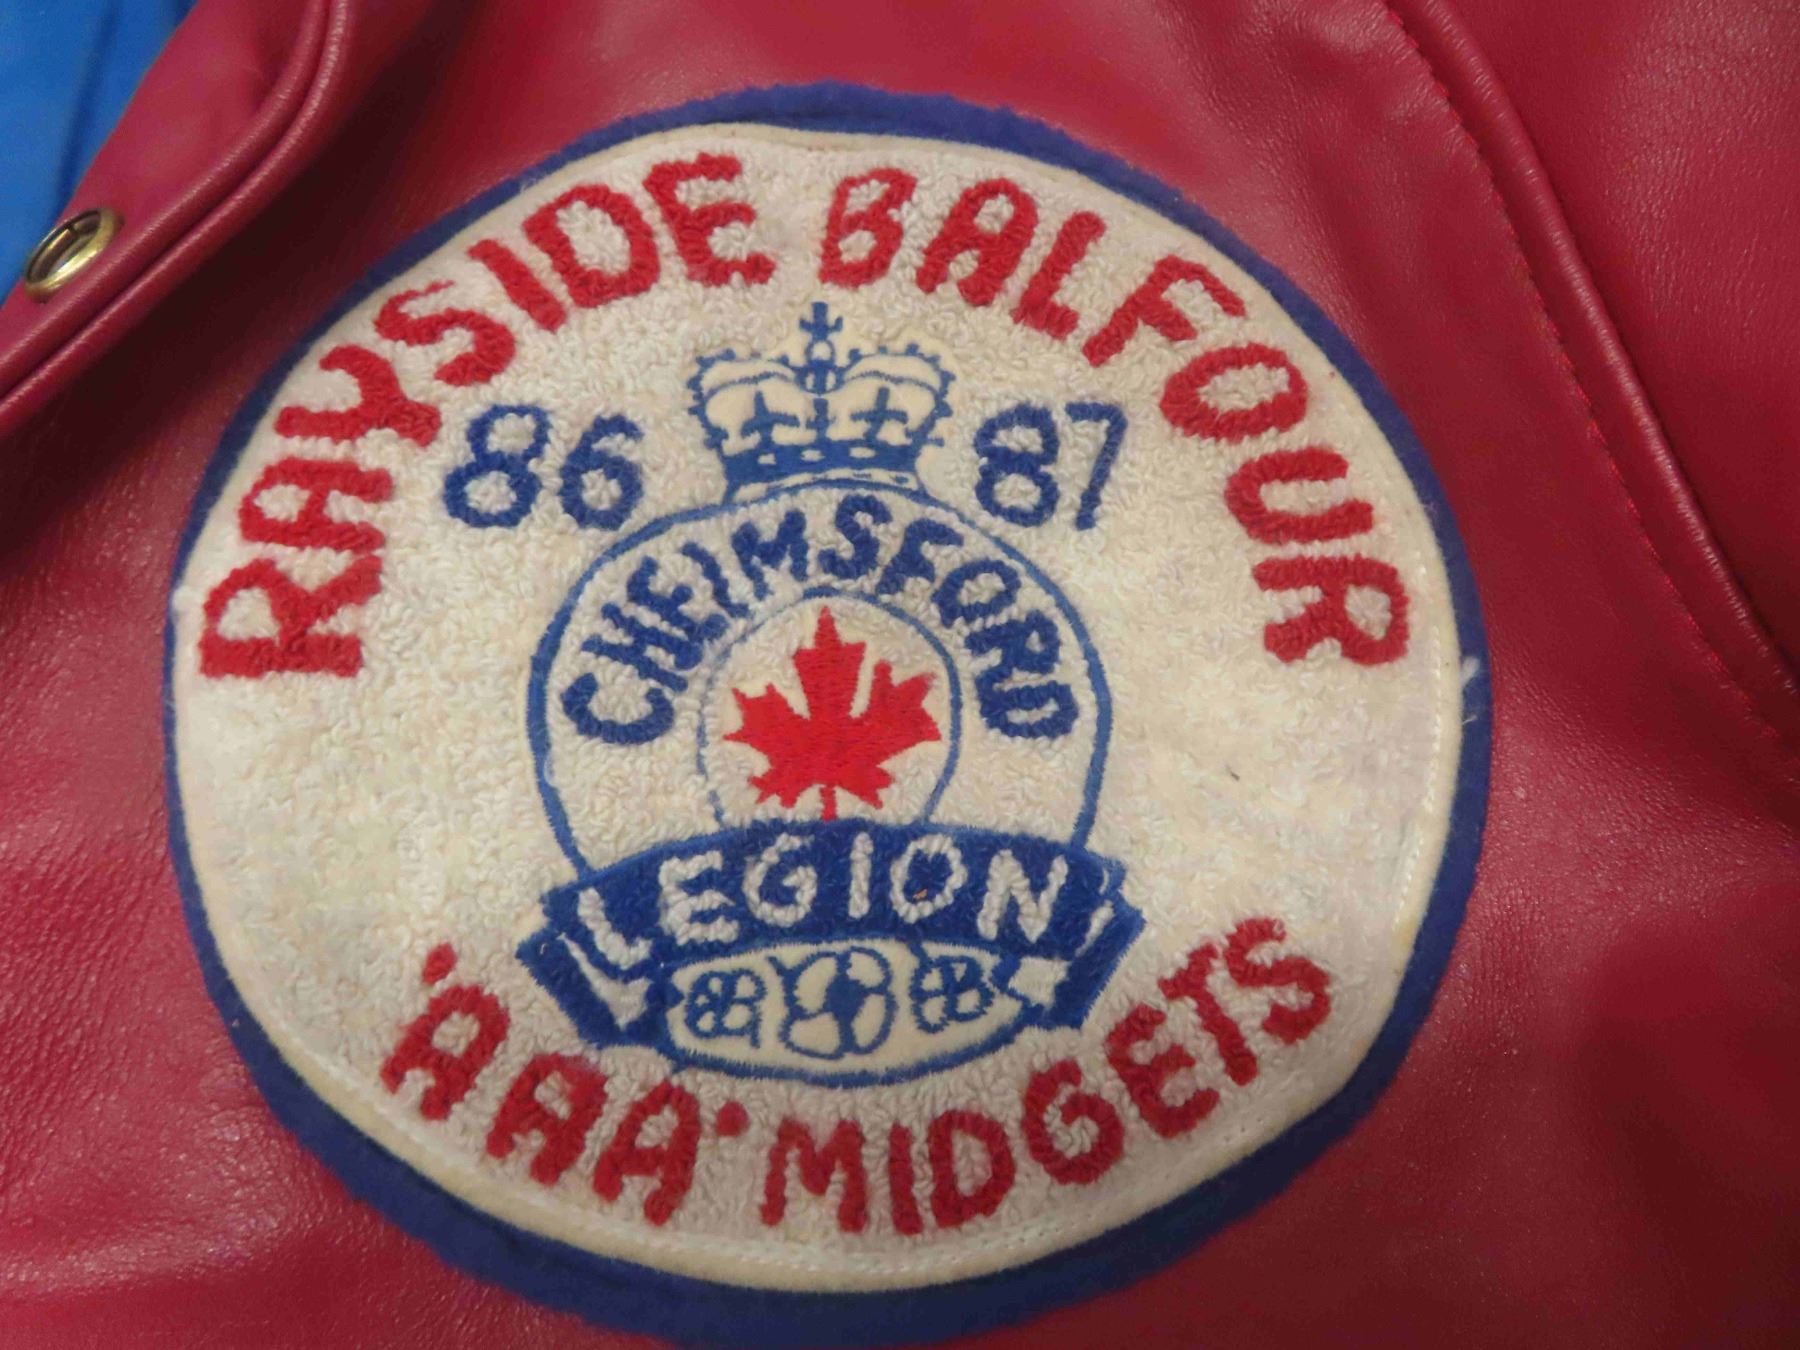 RAYSIDE BALFOUR
86 87
CHELMSFORD
LEGION
"AAA" MIDGETS